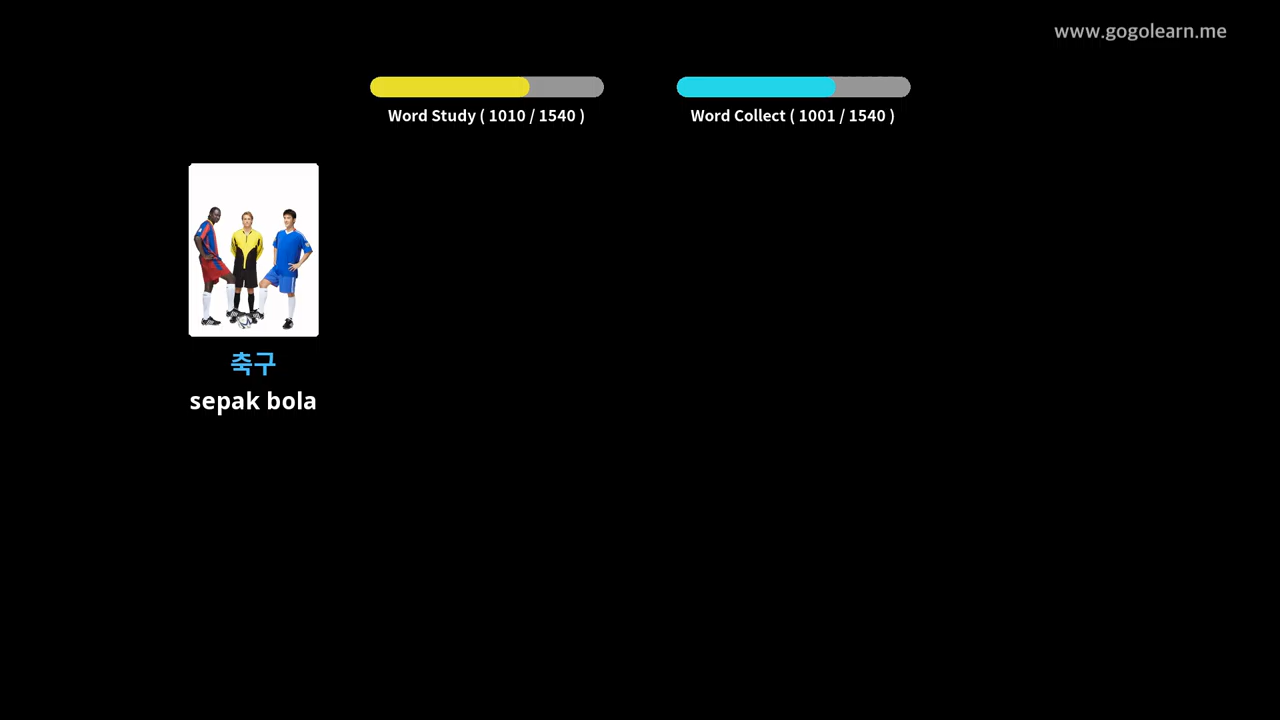 www.gogolearn.me
Word Study ( 1010 / 1540 )
Word Collect ( 1001 / 1540 )
축구
sepak bola